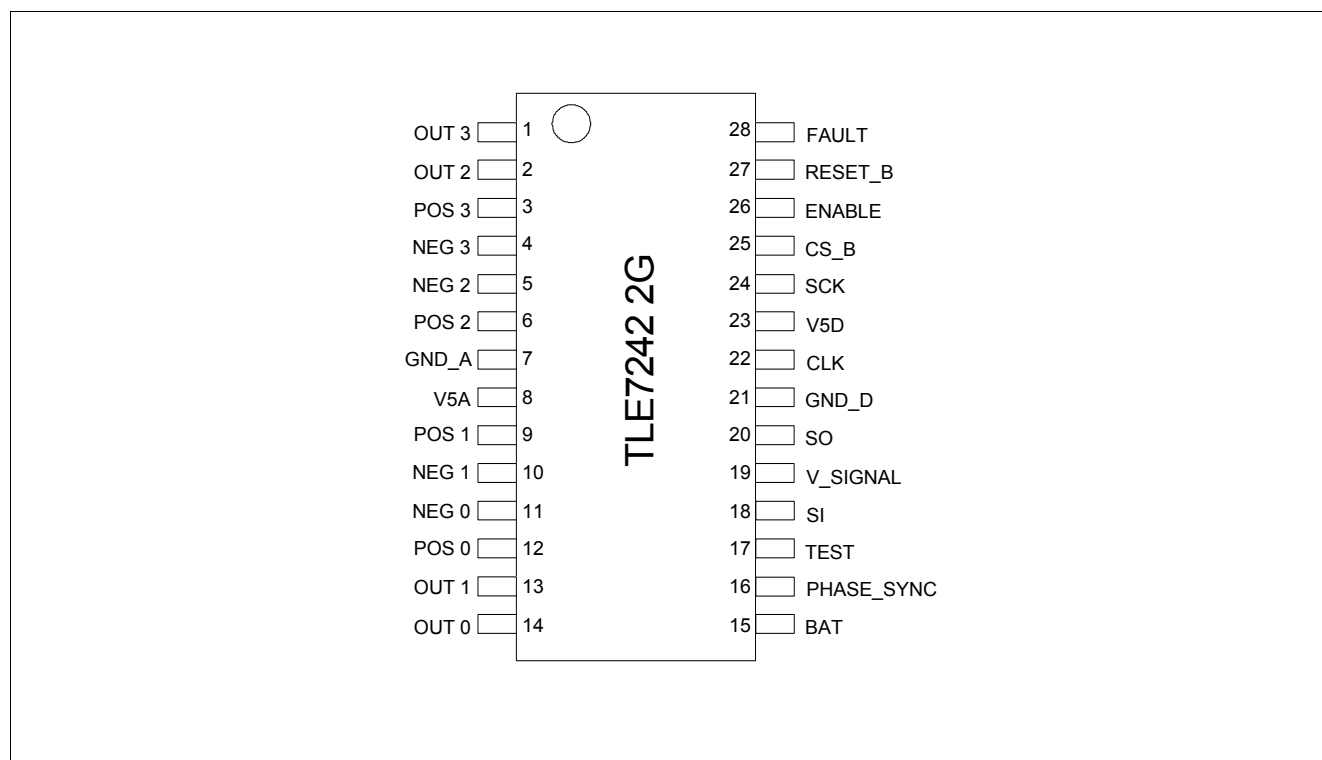 OUT 3 1 28 FAULT
OUT 2 2 27 RESET_B
POS 3 3 26 ENABLE
NEG 3 4 25 CS_B
NEG 2 5 24 SCK
POS 2 6 23 V5D
GND_A 7 22 CLK
V5A 8 21 GND_D
POS 1 9 20 SO
NEG 1 10 19 V_SIGNAL
NEG 0 11 18 SI
POS 0 12 17 TEST
OUT 1 13 16 PHASE_SYNC
OUT 0 14 15 BAT
TLE7242 2G